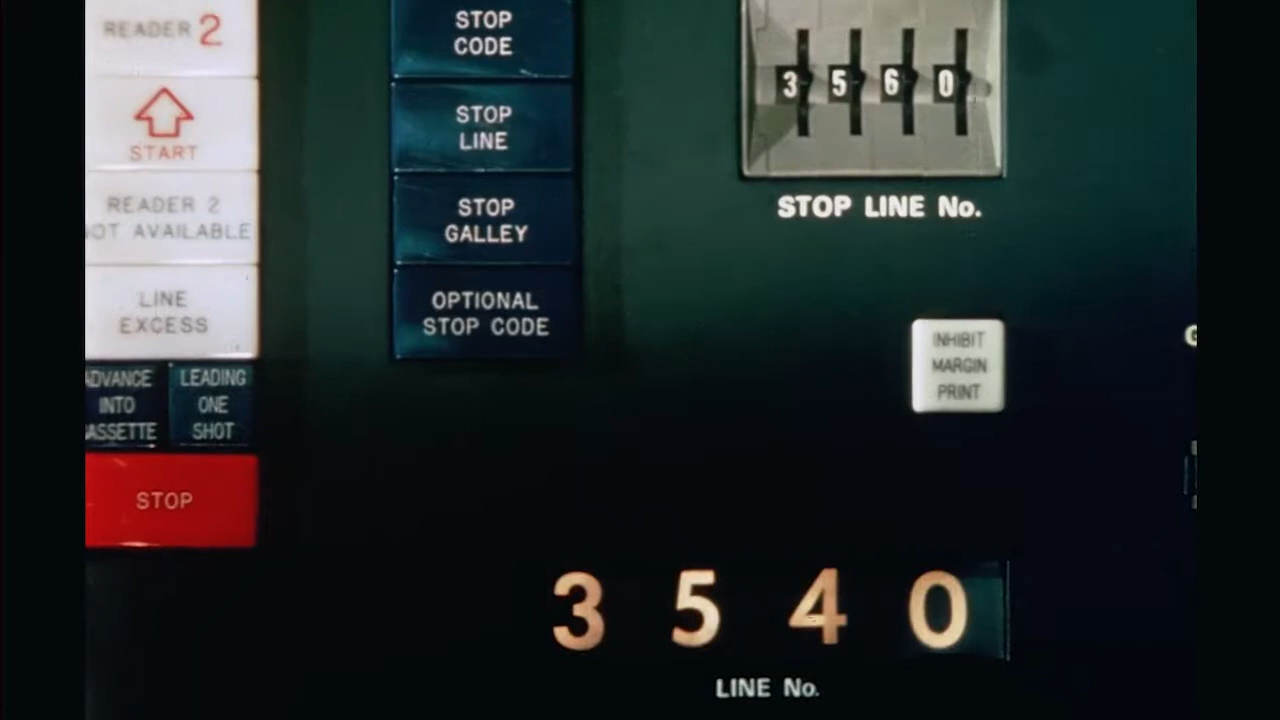 READER 2
START
READER 2
NOT AVAILABLE
LINE
EXCESS
ADVANCE
INTO
CASSETTE
LEADING
ONE
SHOT
STOP
STOP
CODE
STOP
LINE
STOP
GALLEY
OPTIONAL
STOP CODE
3 5 6 0
STOP LINE No.
INHIBIT
MARGIN
PRINT
3 5 4 0
LINE No.